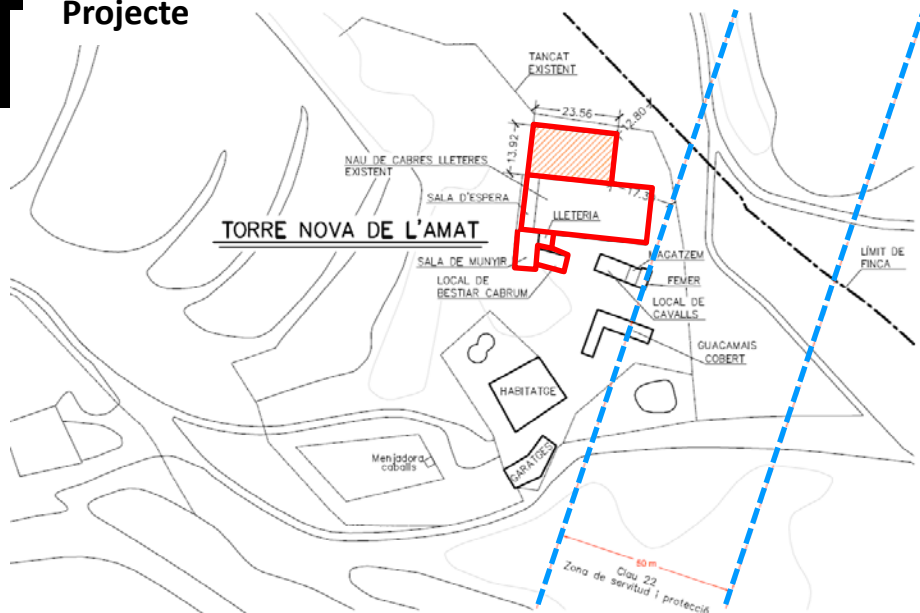 Projecte
TANCAT
EXISTENT
23.56
12.80
13.92
NAU DE CABRES LLETERES
EXISTENT
SALA D'ESPERA
LLETERIA
TORRE NOVA DE L'AMAT
SALA DE MUNYIR
MAGATZEM
LÍMIT DE
FINCA
LOCAL DE
BESTIAR CABRUM
FEMER
LOCAL DE
CAVALLS
GUACAMAIS
COBERT
HABITATGE
Menjadora
caballs
GARATGES
50 m
Clau 22
Zona de servitud i protecció